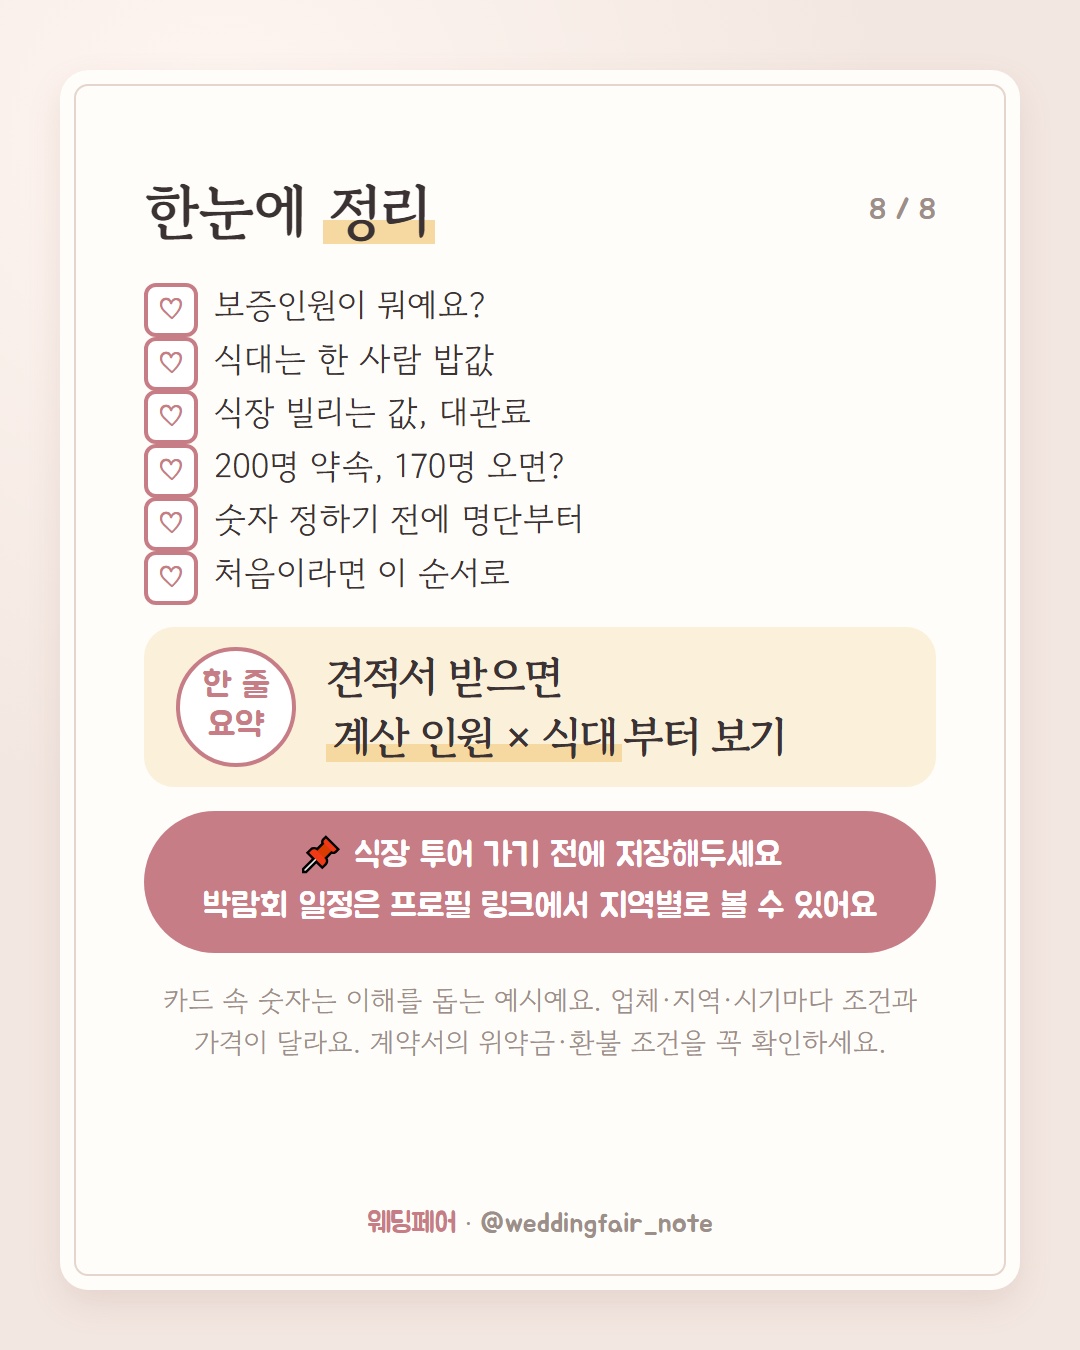 한눈에 정리
8 / 8
♡ 보증인원이 뭐예요?
♡ 식대는 한 사람 밥값
♡ 식장 빌리는 값, 대관료
♡ 200명 약속, 170명 오면?
♡ 숫자 정하기 전에 명단부터
♡ 처음이라면 이 순서로
한 줄
요약
견적서 받으면
계산 인원 × 식대부터 보기
📌 식장 투어 가기 전에 저장해두세요
박람회 일정은 프로필 링크에서 지역별로 볼 수 있어요
카드 속 숫자는 이해를 돕는 예시예요. 업체·지역·시기마다 조건과
가격이 달라요. 계약서의 위약금·환불 조건을 꼭 확인하세요.
웨딩페어 · @weddingfair_note